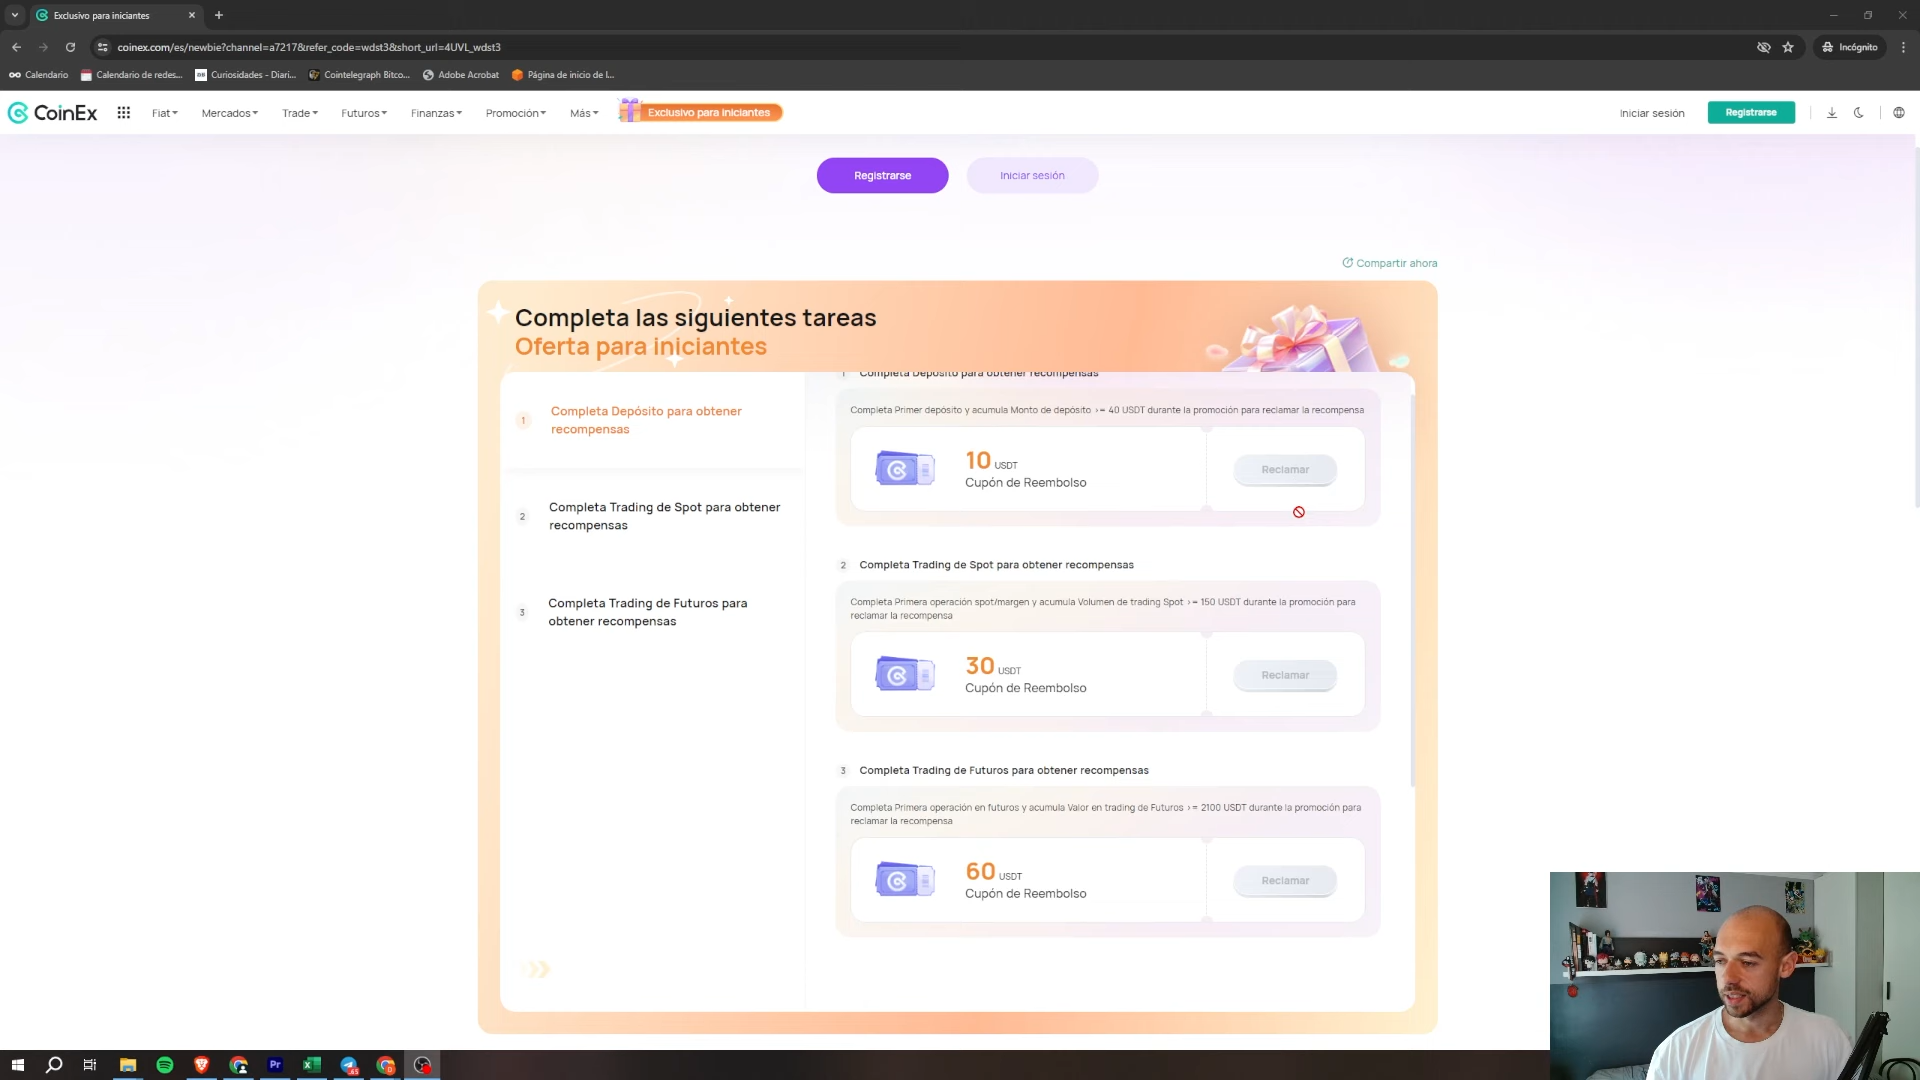 Exclusivo para iniciantes
coinex.com/es/newbie?channel=a7217&refer_code=wdst3&short_url=4UVL_wdst3
Incógnito
Calendario
Calendario de redes...
Curiosidades - Diari...
Cointelegraph Bitco...
Adobe Acrobat
Página de inicio de l...
CoinEx
Fiat
Mercados
Trade
Futuros
Finanzas
Promoción
Más
Exclusivo para iniciantes
Iniciar sesión
Registrarse
Registrarse
Iniciar sesión
Compartir ahora
Completa las siguientes tareas
Oferta para iniciantes
1
Completa Depósito para obtener
recompensas
2
Completa Trading de Spot para obtener
recompensas
3
Completa Trading de Futuros para
obtener recompensas
1 Completa Depósito para obtener recompensas
Completa Primer depósito y acumula Monto de depósito >= 40 USDT durante la promoción para reclamar la recompensa
10 USDT
Cupón de Reembolso
Reclamar
2 Completa Trading de Spot para obtener recompensas
Completa Primera operación spot/margen y acumula Volumen de trading Spot >= 150 USDT durante la promoción para
reclamar la recompensa
30 USDT
Cupón de Reembolso
Reclamar
3 Completa Trading de Futuros para obtener recompensas
Completa Primera operación en futuros y acumula Valor en trading de Futuros >= 2100 USDT durante la promoción para
reclamar la recompensa
60 USDT
Cupón de Reembolso
Reclamar
Pr